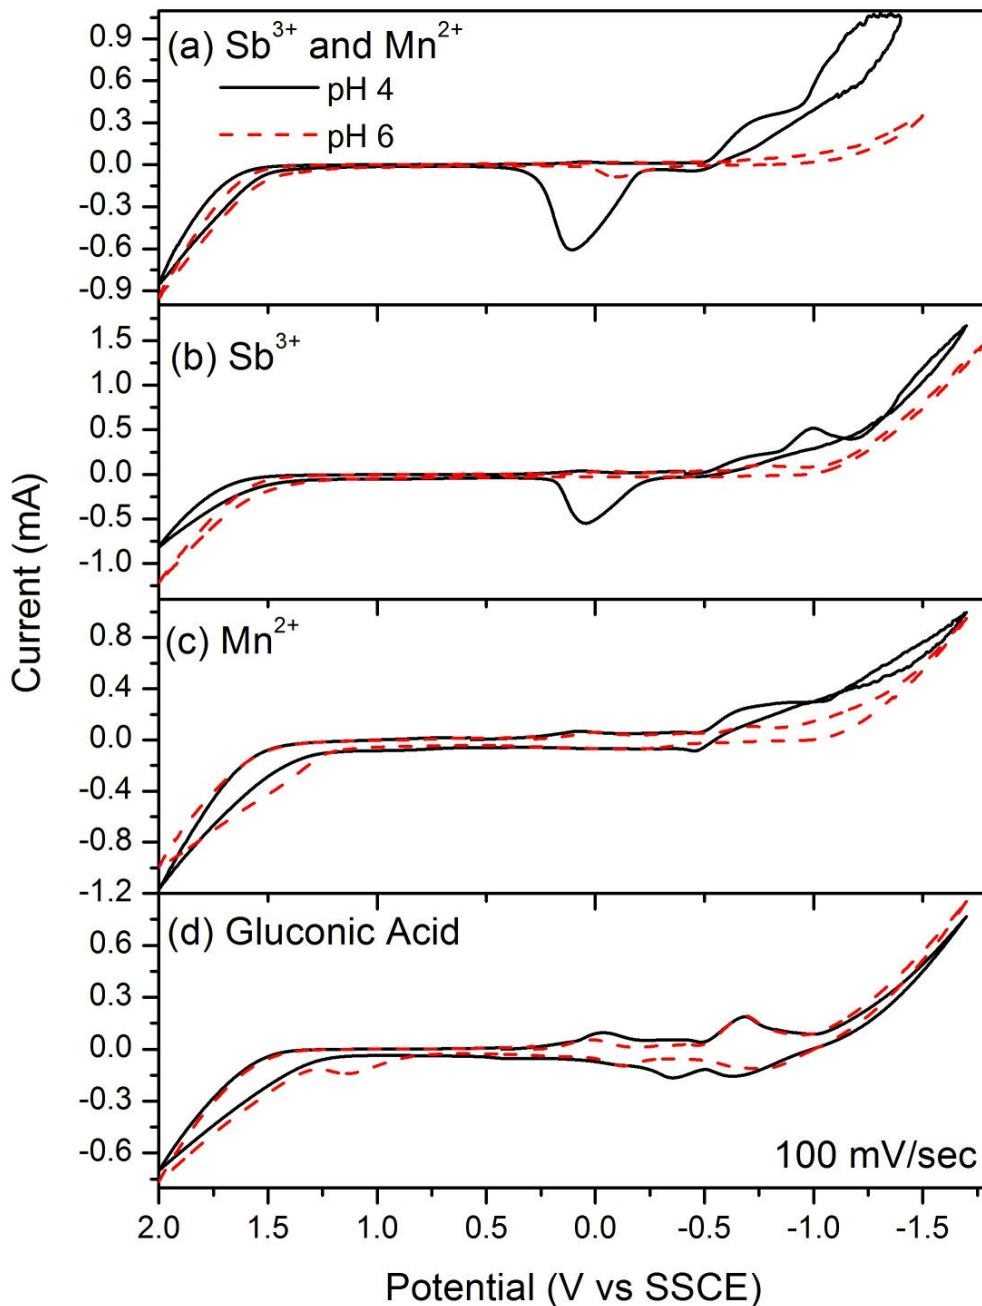 (a) Sb³⁺ and Mn²⁺
pH 4
pH 6
0.9
0.6
0.3
0.0
-0.3
-0.6
-0.9
(b) Sb³⁺
1.5
1.0
0.5
0.0
-0.5
-1.0
Current (mA)
(c) Mn²⁺
0.8
0.4
0.0
-0.4
-0.8
-1.2
(d) Gluconic Acid
0.6
0.3
0.0
-0.3
-0.6
100 mV/sec
2.0 1.5 1.0 0.5 0.0 -0.5 -1.0 -1.5
Potential (V vs SSCE)